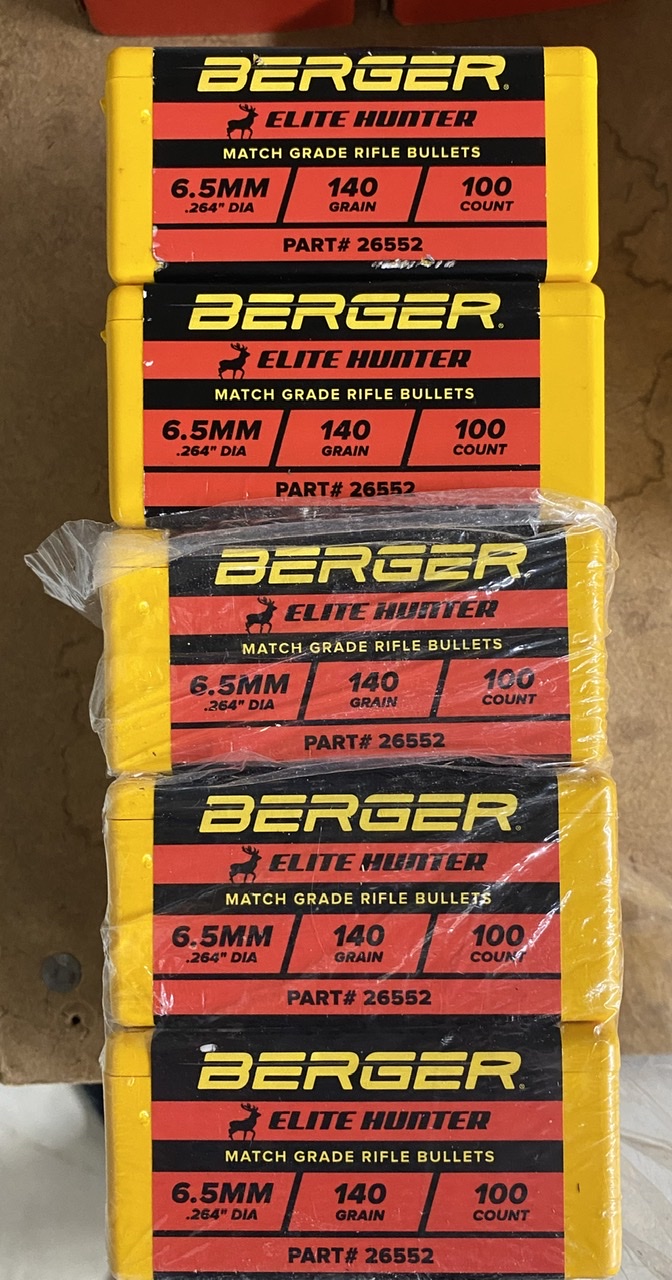 BERGER
ELITE HUNTER
MATCH GRADE RIFLE BULLETS
6.5MM 140 100
.264" DIA GRAIN COUNT
PART# 26552
BERGER
ELITE HUNTER
MATCH GRADE RIFLE BULLETS
6.5MM 140 100
.264" DIA GRAIN COUNT
PART# 26552
BERGER
ELITE HUNTER
MATCH GRADE RIFLE BULLETS
6.5MM 140 100
.264" DIA GRAIN COUNT
PART# 26552
BERGER
ELITE HUNTER
MATCH GRADE RIFLE BULLETS
6.5MM 140 100
.264" DIA GRAIN COUNT
PART# 26552
BERGER
ELITE HUNTER
MATCH GRADE RIFLE BULLETS
6.5MM 140 100
.264" DIA GRAIN COUNT
PART# 26552